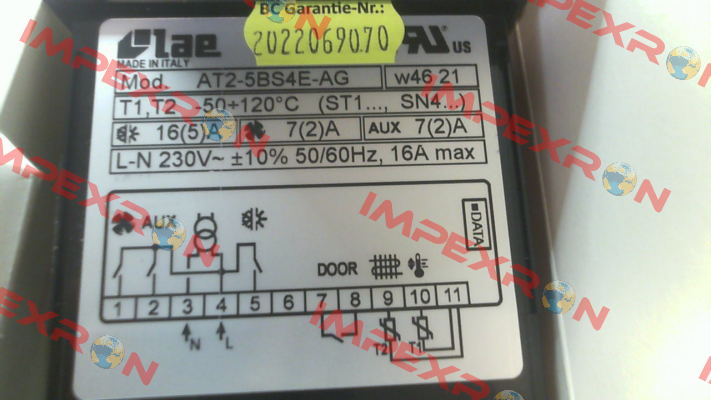 BC Garantie-Nr.:
2022069070
lae
MADE IN ITALY
US
Mod. AT2-5BS4E-AG w46 21
T1,T2 -50÷120°C (ST1..., SN4...)
16(5)A 7(2)A AUX 7(2)A
L-N 230V~ ±10% 50/60Hz, 16A max
AUX
DATA
DOOR
1 2 3 4 5 6 7 8 9 10 11
N L
T2 T1
IMPEXRON
IMPEXRON
IMPEXRON
IMPEXRON